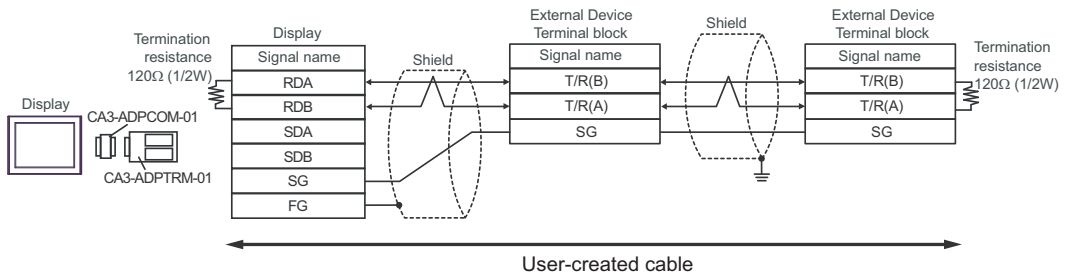 Display
CA3-ADPCOM-01
CA3-ADPTRM-01
Termination
resistance
120Ω (1/2W)
Display
Signal name
RDA
RDB
SDA
SDB
SG
FG
Shield
External Device
Terminal block
Signal name
T/R(B)
T/R(A)
SG
Shield
External Device
Terminal block
Signal name
T/R(B)
T/R(A)
SG
Termination
resistance
120Ω (1/2W)
User-created cable